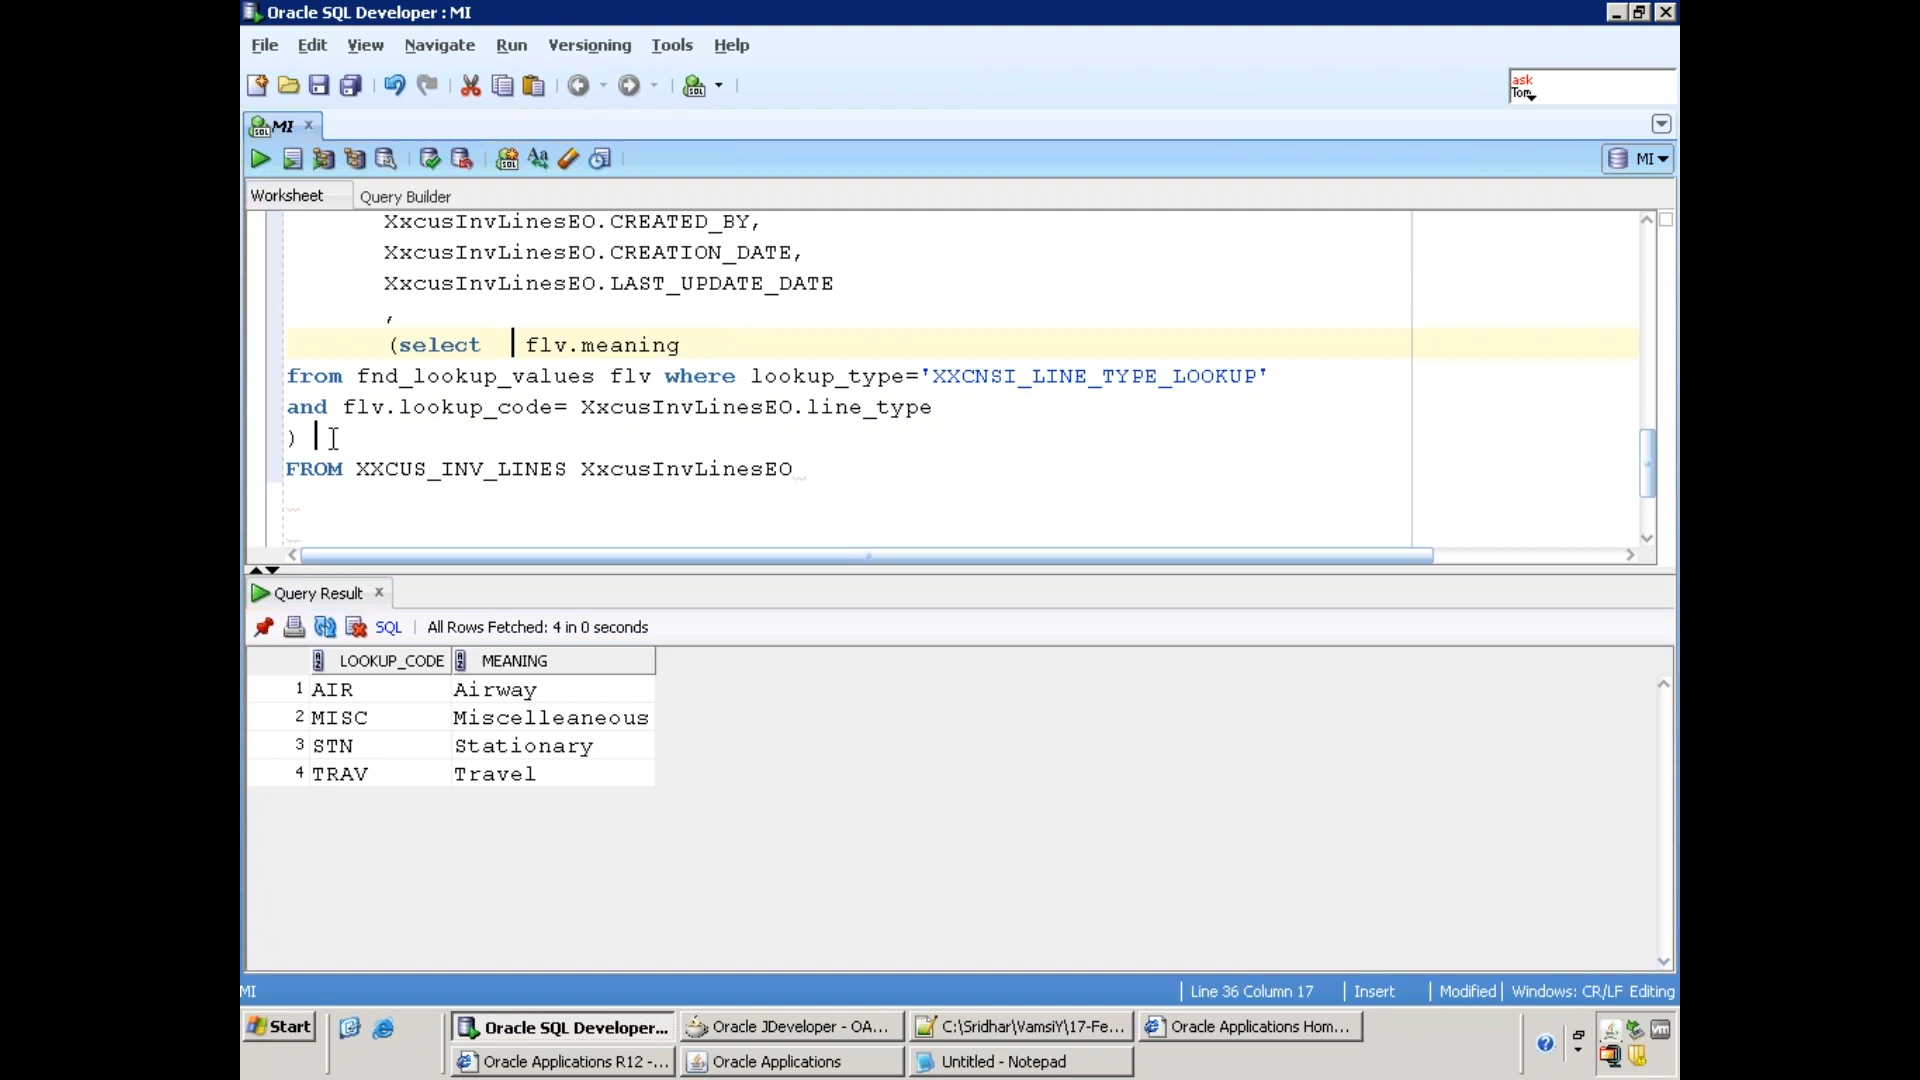 Oracle SQL Developer : MI
File Edit View Navigate Run Versioning Tools Help
ask
Tom
MI
MI
Worksheet Query Builder
XxcusInvLinesEO.CREATED_BY,
XxcusInvLinesEO.CREATION_DATE,
XxcusInvLinesEO.LAST_UPDATE_DATE
,
(select flv.meaning
from fnd_lookup_values flv where lookup_type='XXCNSI_LINE_TYPE_LOOKUP'
and flv.lookup_code= XxcusInvLinesEO.line_type
)
FROM XXCUS_INV_LINES XxcusInvLinesEO
Query Result
SQL All Rows Fetched: 4 in 0 seconds
LOOKUP_CODE MEANING
1 AIR Airway
2 MISC Miscelleaneous
3 STN Stationary
4 TRAV Travel
MI Line 36 Column 17 Insert Modified Windows: CR/LF Editing
Start Oracle SQL Developer... Oracle JDeveloper - OA... C:\Sridhar\VamsiY\17-Fe... Oracle Applications Hom...
Oracle Applications R12 -... Oracle Applications Untitled - Notepad